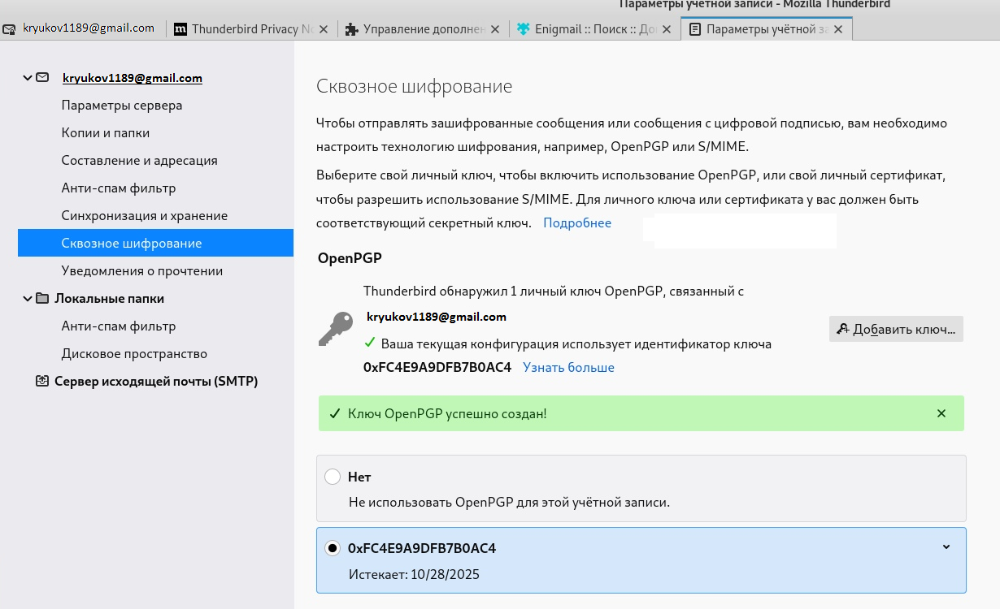 Параметры учётной записи - Mozilla Thunderbird
kryukov1189@gmail.com
Thunderbird Privacy No
Управление дополнен
Enigmail :: Поиск :: До
Параметры учётной за
kryukov1189@gmail.com
Параметры сервера
Копии и папки
Составление и адресация
Анти-спам фильтр
Синхронизация и хранение
Сквозное шифрование
Уведомления о прочтении
Локальные папки
Анти-спам фильтр
Дисковое пространство
Сервер исходящей почты (SMTP)
Сквозное шифрование
Чтобы отправлять зашифрованные сообщения или сообщения с цифровой подписью, вам необходимо
настроить технологию шифрования, например, OpenPGP или S/MIME.
Выберите свой личный ключ, чтобы включить использование OpenPGP, или свой личный сертификат,
чтобы разрешить использование S/MIME. Для личного ключа или сертификата у вас должен быть
соответствующий секретный ключ. Подробнее
OpenPGP
Thunderbird обнаружил 1 личный ключ OpenPGP, связанный с
kryukov1189@gmail.com
Ваша текущая конфигурация использует идентификатор ключа
0xFC4E9A9DFB7B0AC4 Узнать больше
Добавить ключ...
Ключ OpenPGP успешно создан!
Нет
Не использовать OpenPGP для этой учётной записи.
0xFC4E9A9DFB7B0AC4
Истекает: 10/28/2025